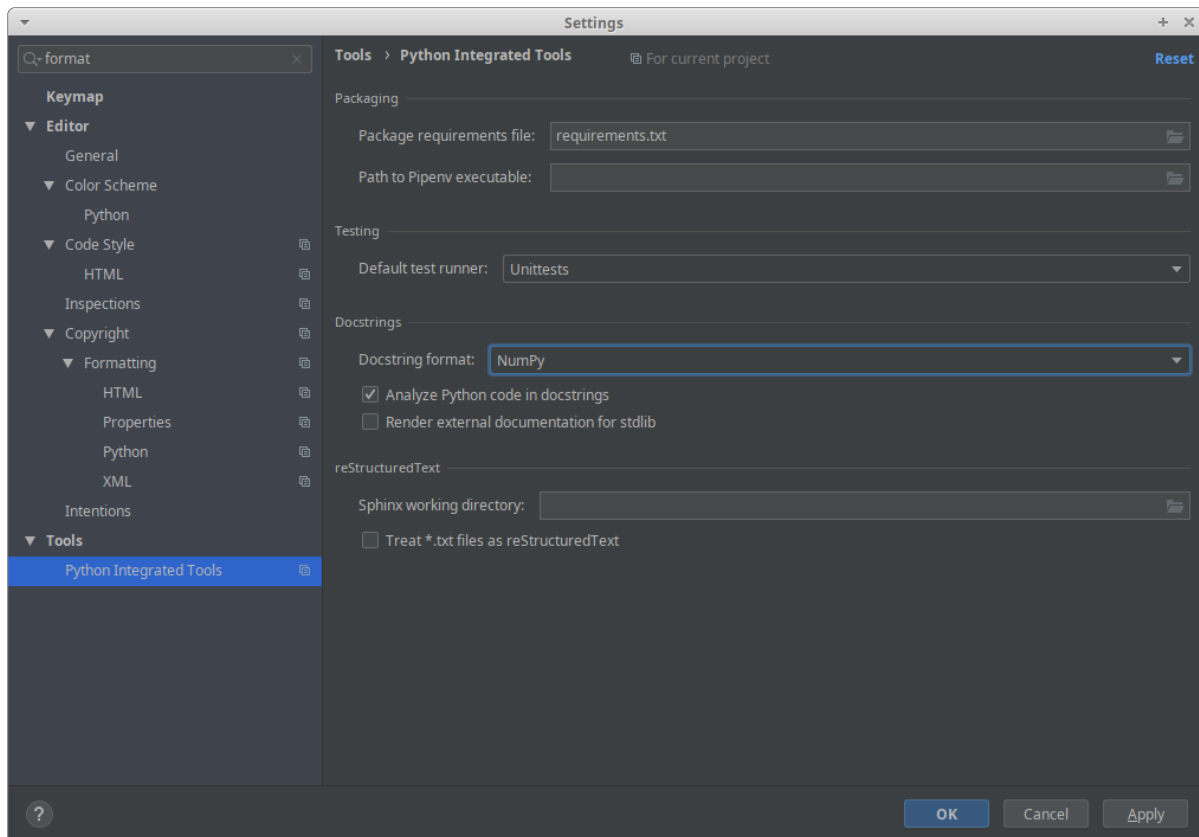 Settings
format
Keymap
Editor
General
Color Scheme
Python
Code Style
HTML
Inspections
Copyright
Formatting
HTML
Properties
Python
XML
Intentions
Tools
Python Integrated Tools
Tools › Python Integrated Tools
For current project
Reset
Packaging
Package requirements file: requirements.txt
Path to Pipenv executable:
Testing
Default test runner: Unittests
Docstrings
Docstring format: NumPy
Analyze Python code in docstrings
Render external documentation for stdlib
reStructuredText
Sphinx working directory:
Treat *.txt files as reStructuredText
?
OK
Cancel
Apply